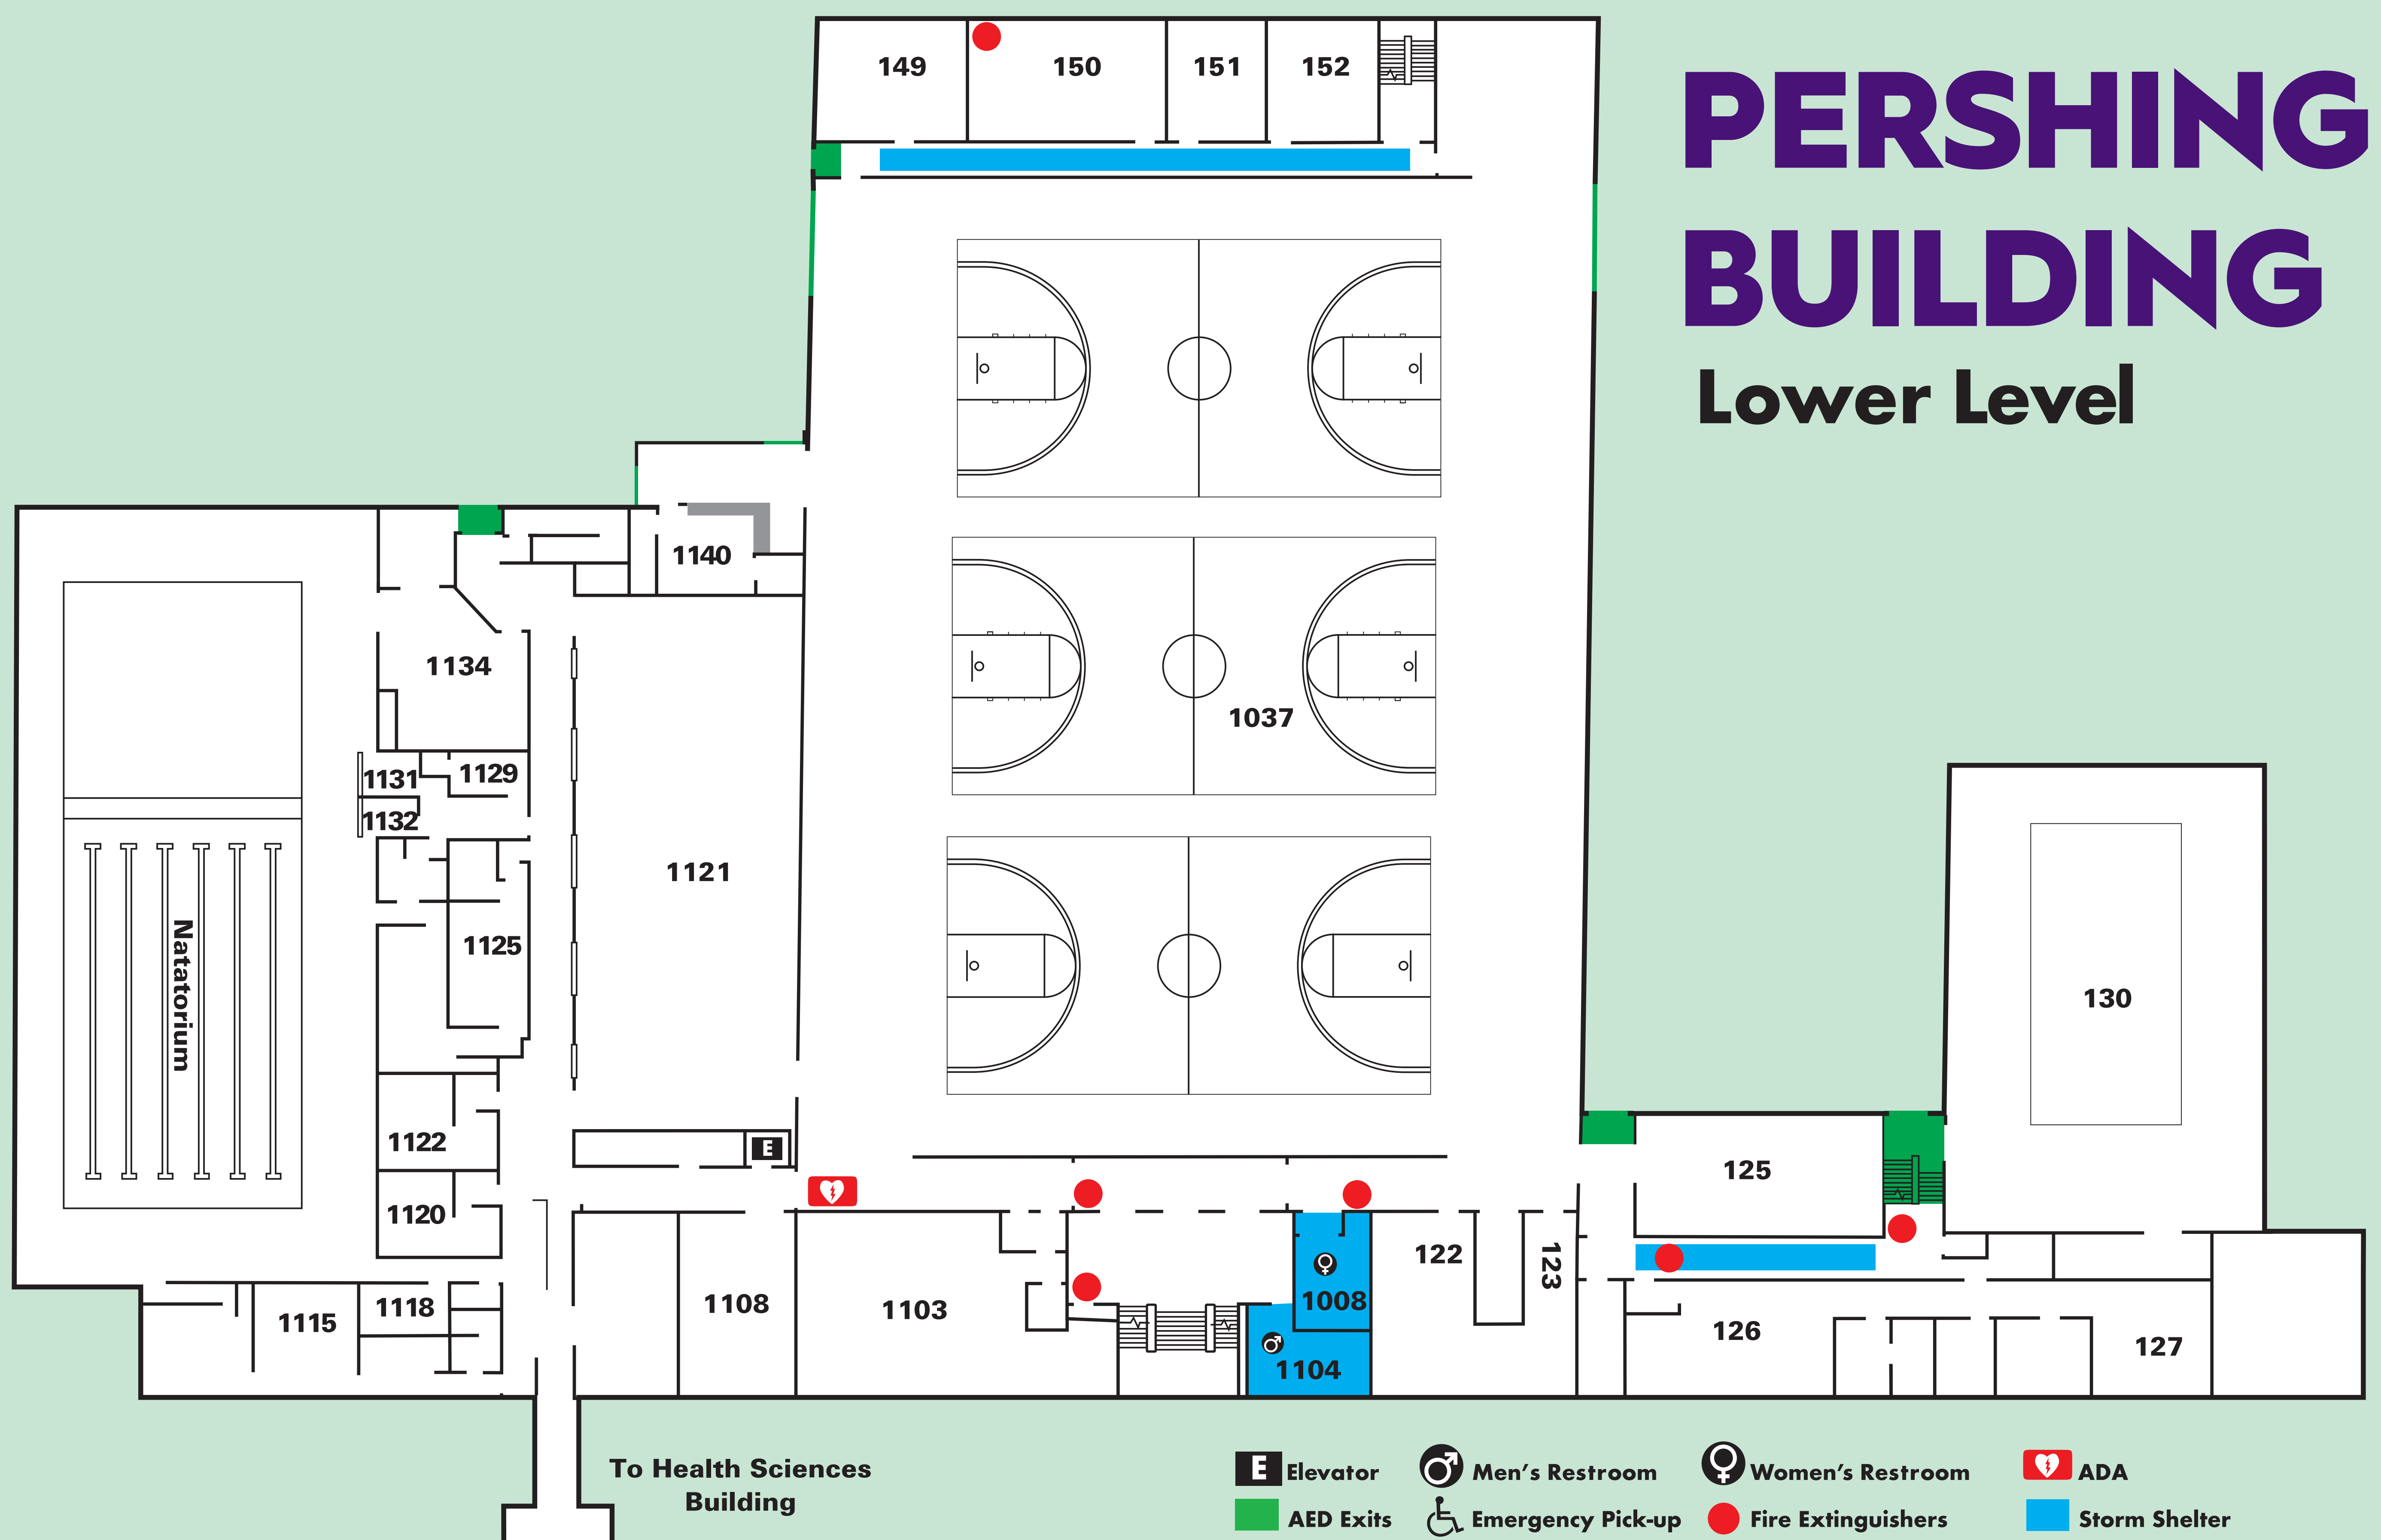 PERSHING
BUILDING
Lower Level
149
150
151
152
1140
1134
1037
1131
1129
1132
1121
1125
Natatorium
130
1122
E
125
1120
122
123
1008
1108
1103
1118
1115
126
127
1104
To Health Sciences
Building
E Elevator
Men's Restroom
Women's Restroom
ADA
AED Exits
Emergency Pick-up
Fire Extinguishers
Storm Shelter